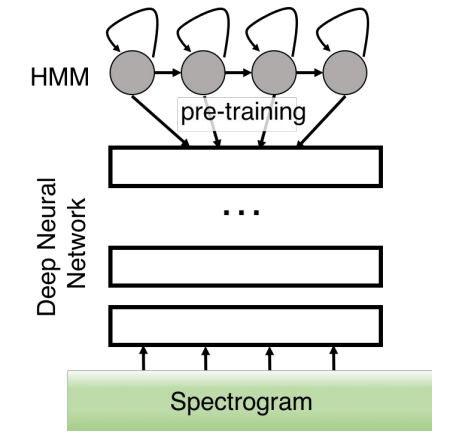 HMM
pre-training
...
Deep Neural
Network
Spectrogram